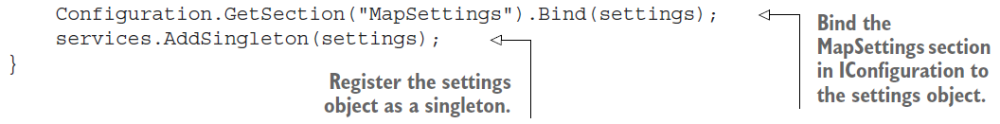 Configuration.GetSection("MapSettings").Bind(settings);
services.AddSingleton(settings);
}
Bind the
MapSettings section
in IConfiguration to
the settings object.
Register the settings
object as a singleton.